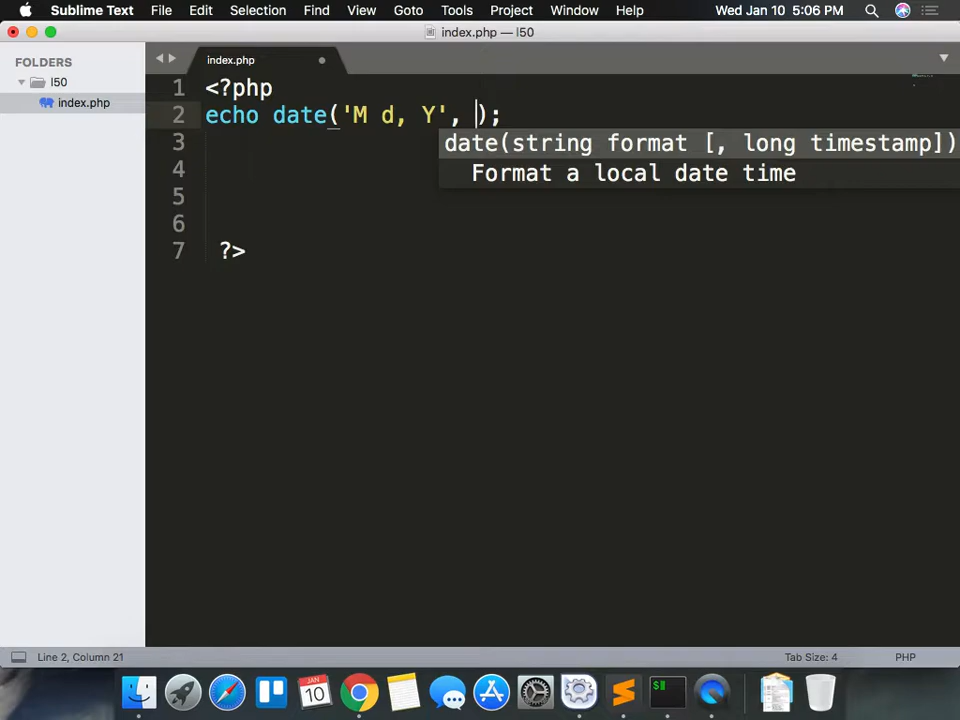 Sublime Text File Edit Selection Find View Goto Tools Project Window Help Wed Jan 10 5:06 PM
index.php — l50
FOLDERS
l50
index.php
index.php
1 <?php
2 echo date('M d, Y', );
date(string format [, long timestamp])
Format a local date time
3
4
5
6
7 ?>
Line 2, Column 21 Tab Size: 4 PHP
10
$